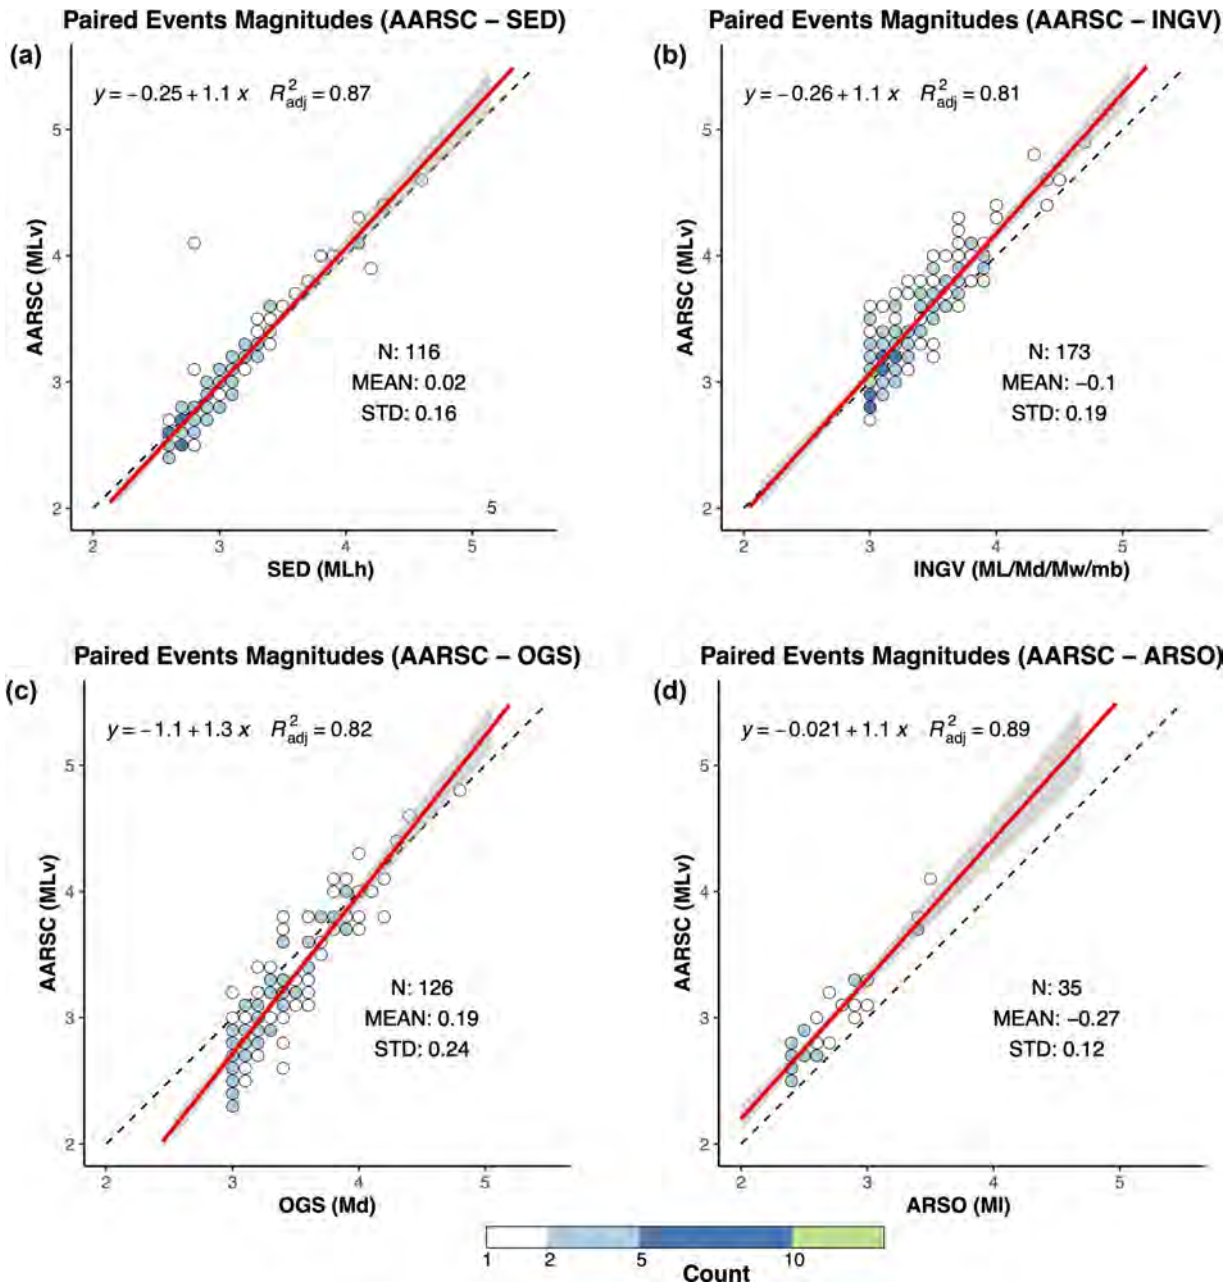 Paired Events Magnitudes (AARSC – SED)
(a)
y = −0.25 + 1.1 x R²adj = 0.87
5
4
3
2
AARSC (MLv)
N: 116
MEAN: 0.02
STD: 0.16
5
2 3 4 5
SED (MLh)
Paired Events Magnitudes (AARSC – INGV)
(b)
y = −0.26 + 1.1 x R²adj = 0.81
5
4
3
2
AARSC (MLv)
N: 173
MEAN: −0.1
STD: 0.19
2 3 4 5
INGV (ML/Md/Mw/mb)
Paired Events Magnitudes (AARSC – OGS)
(c)
y = −1.1 + 1.3 x R²adj = 0.82
5
4
3
2
AARSC (MLv)
N: 126
MEAN: 0.19
STD: 0.24
2 3 4 5
OGS (Md)
Paired Events Magnitudes (AARSC – ARSO)
(d)
y = −0.021 + 1.1 x R²adj = 0.89
5
4
3
2
AARSC (MLv)
N: 35
MEAN: −0.27
STD: 0.12
2 3 4 5
ARSO (Ml)
1 2 5 10
Count